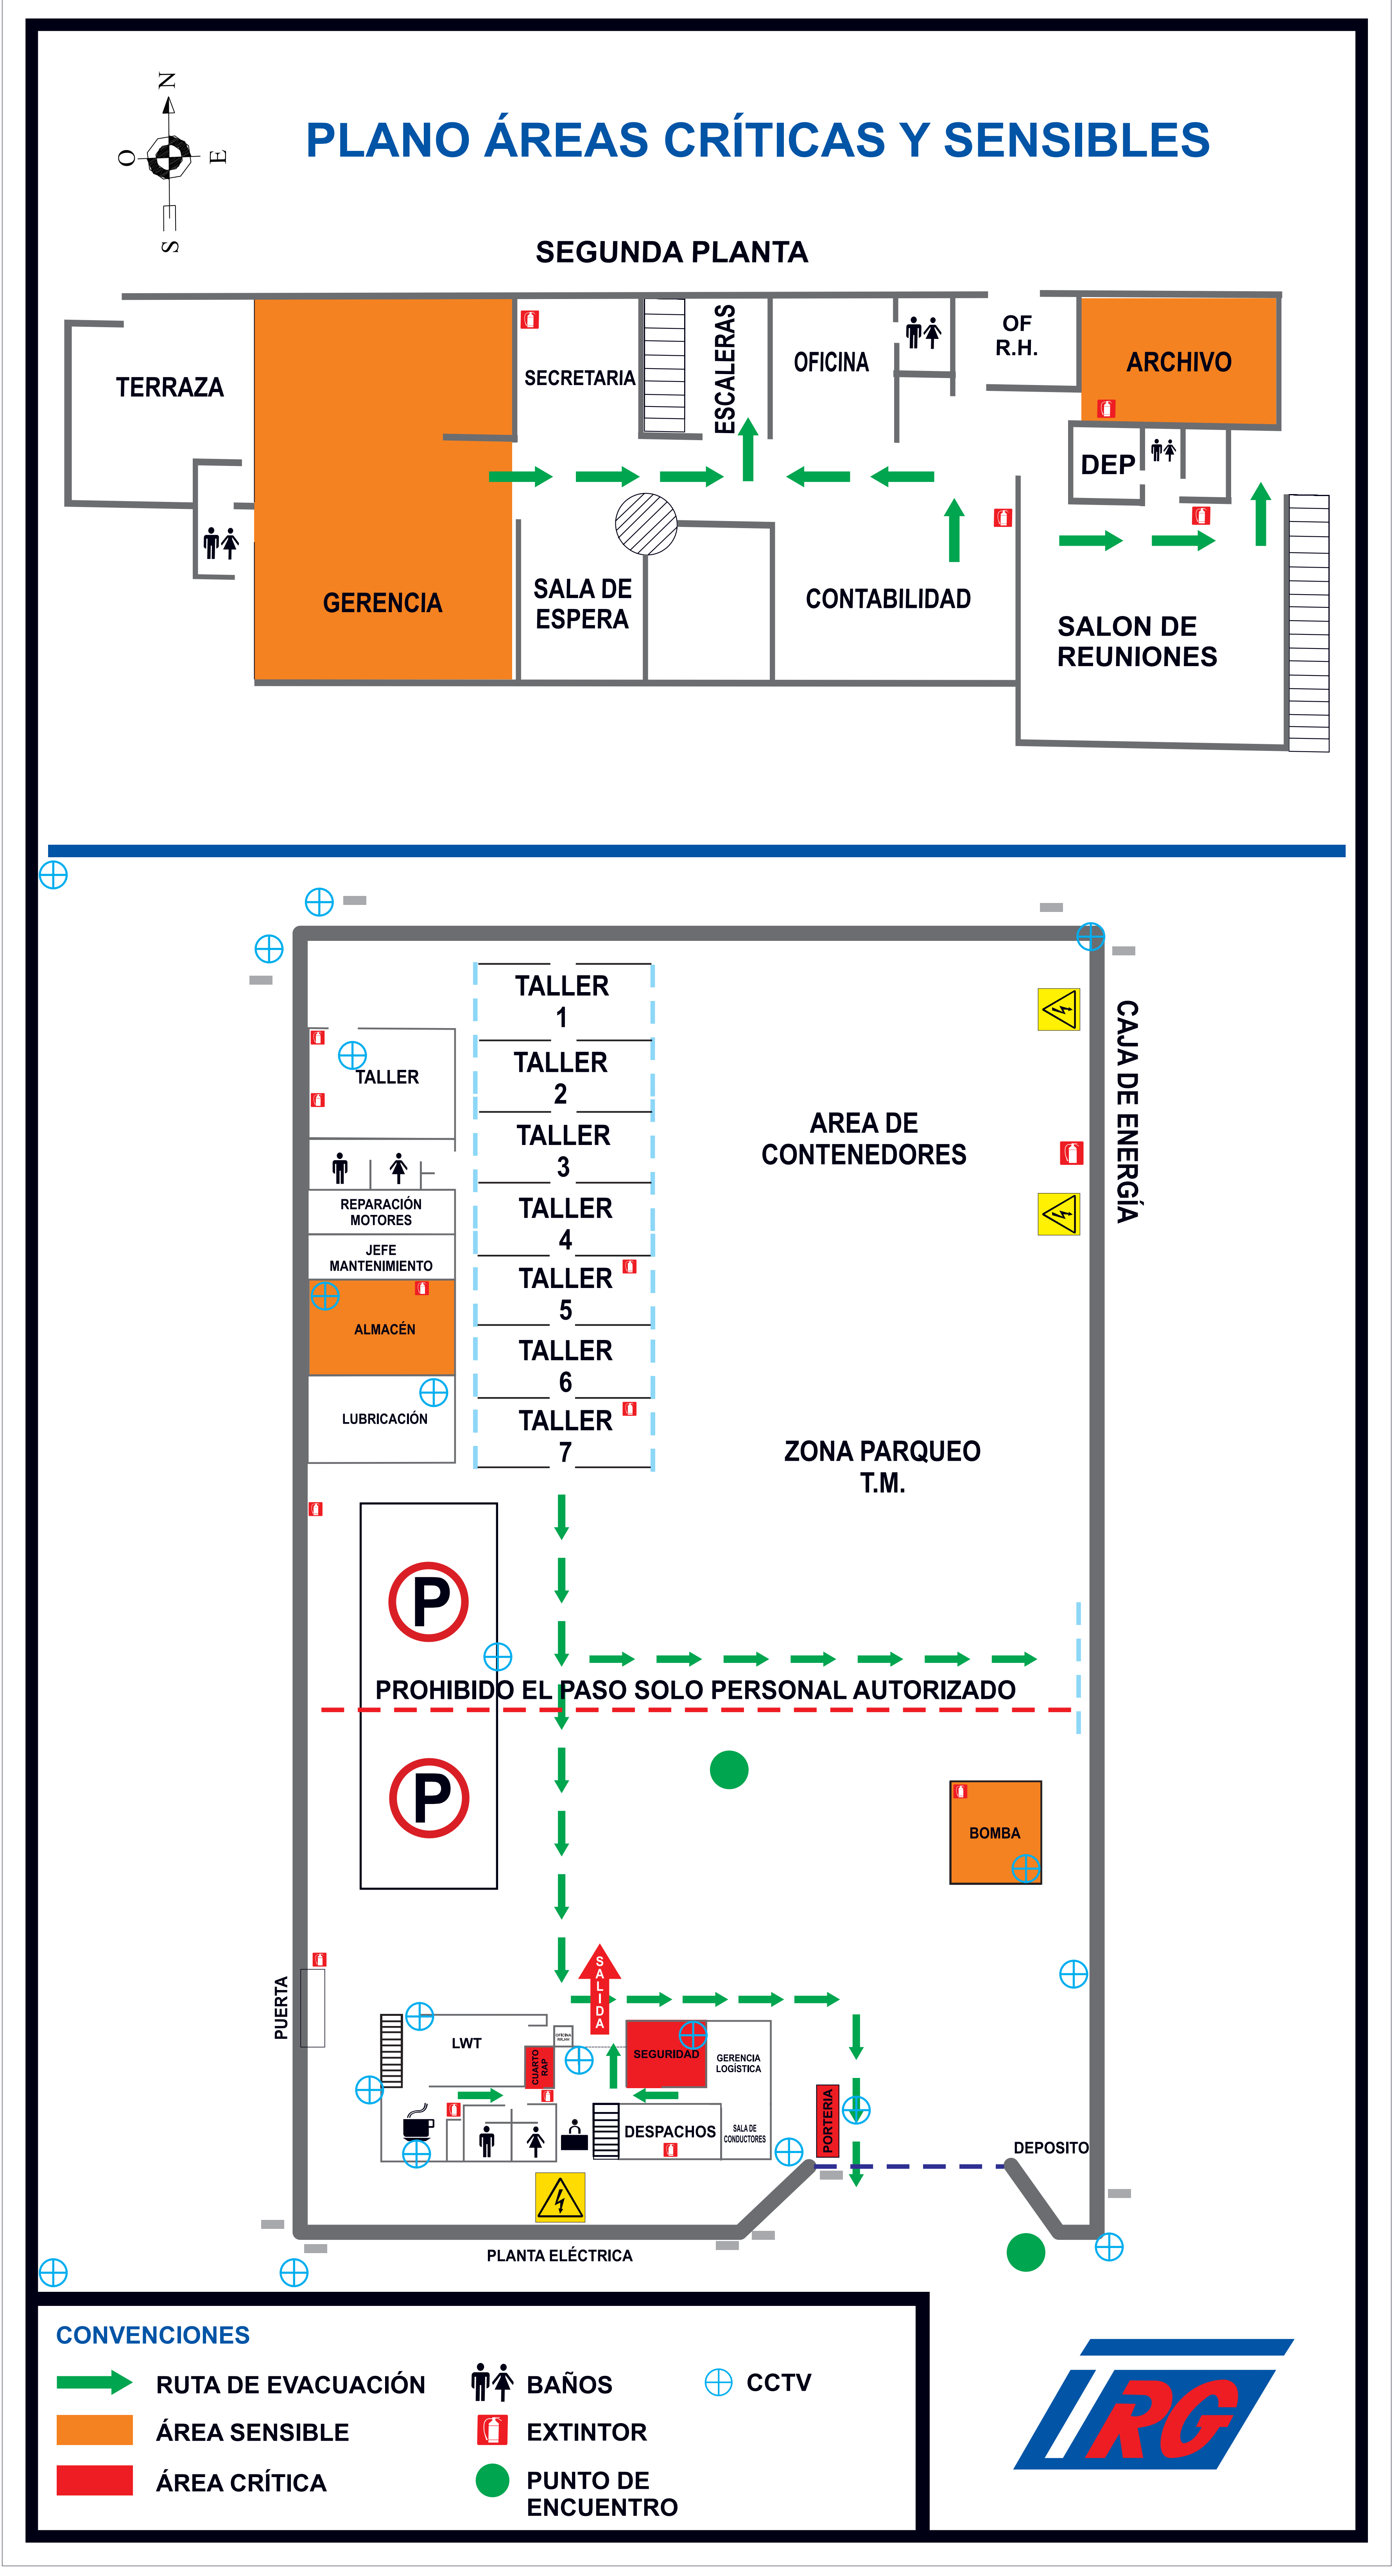 N
O
E
S
PLANO ÁREAS CRÍTICAS Y SENSIBLES
SEGUNDA PLANTA
TERRAZA
GERENCIA
SECRETARIA
ESCALERAS
OFICINA
OF
R.H.
ARCHIVO
DEP
SALA DE
ESPERA
CONTABILIDAD
SALON DE
REUNIONES
TALLER
1
TALLER
2
TALLER
3
TALLER
4
TALLER
5
TALLER
6
TALLER
7
TALLER
REPARACIÓN
MOTORES
JEFE
MANTENIMIENTO
ALMACÉN
LUBRICACIÓN
AREA DE
CONTENEDORES
CAJA DE ENERGÍA
ZONA PARQUEO
T.M.
P
PROHIBIDO EL PASO SOLO PERSONAL AUTORIZADO
P
BOMBA
PUERTA
SALIDA
LWT
CUARTO
RAP
OFICINA
SEGURIDAD
GERENCIA
LOGÍSTICA
DESPACHOS
SALA DE
CONDUCTORES
PORTERIA
DEPOSITO
PLANTA ELÉCTRICA
CONVENCIONES
RUTA DE EVACUACIÓN
ÁREA SENSIBLE
ÁREA CRÍTICA
BAÑOS
EXTINTOR
PUNTO DE
ENCUENTRO
CCTV
TRG